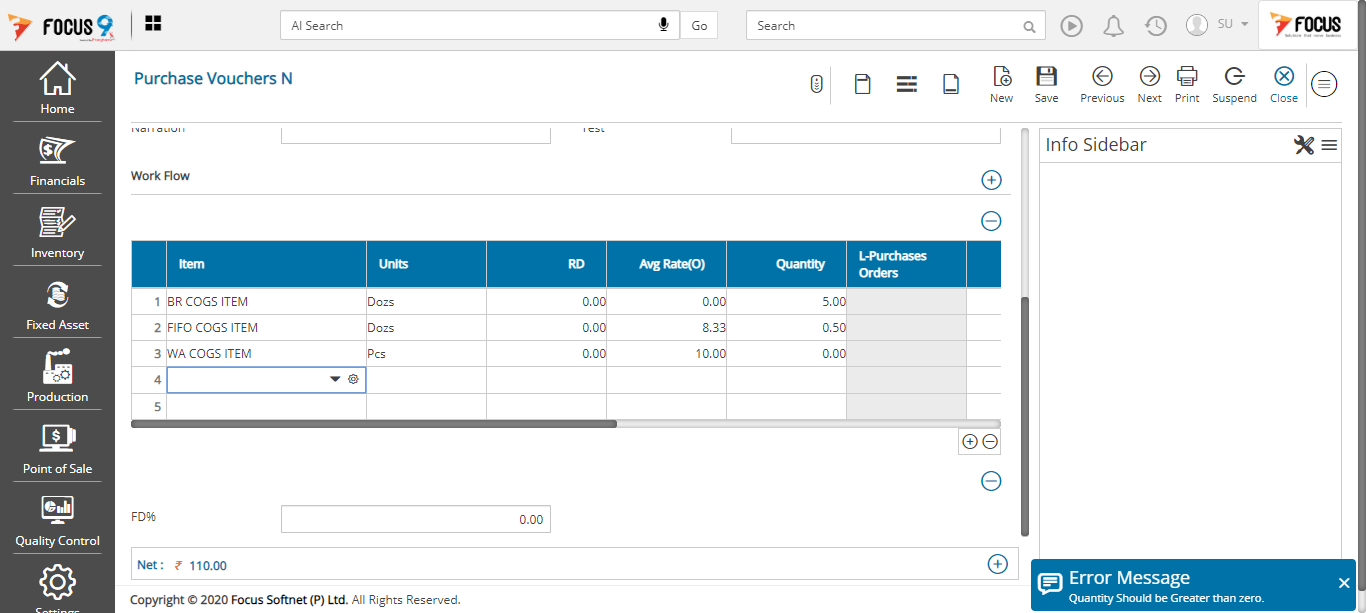 FOCUS 9
AI Search
Go
Search
SU
FOCUS
Home
Financials
Inventory
Fixed Asset
Production
Point of Sale
Quality Control
Settings
Purchase Vouchers N
New
Save
Previous
Next
Print
Suspend
Close
Narration
Test
Work Flow
Item Units RD Avg Rate(O) Quantity L-Purchases Orders
1 BR COGS ITEM Dozs 0.00 0.00 5.00
2 FIFO COGS ITEM Dozs 0.00 8.33 0.50
3 WA COGS ITEM Pcs 0.00 10.00 0.00
4
5
FD% 0.00
Net : ₹ 110.00
Info Sidebar
Error Message
Quantity Should be Greater than zero.
Copyright © 2020 Focus Softnet (P) Ltd. All Rights Reserved.